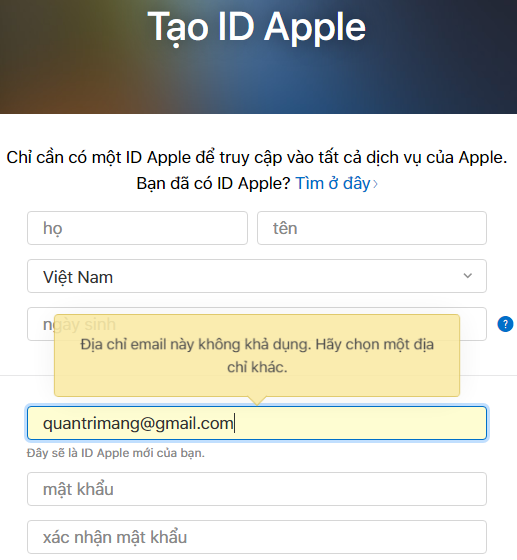 Tạo ID Apple
Chỉ cần có một ID Apple để truy cập vào tất cả dịch vụ của Apple.
Bạn đã có ID Apple? Tìm ở đây›
họ
tên
Việt Nam
ngày sinh
?
Địa chỉ email này không khả dụng. Hãy chọn một địa
chỉ khác.
quantrimang@gmail.com
Đây sẽ là ID Apple mới của bạn.
mật khẩu
xác nhận mật khẩu